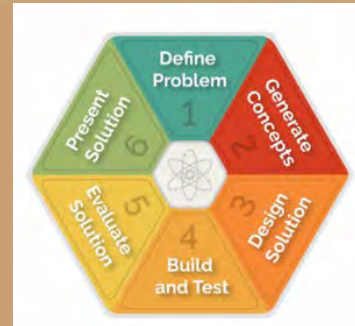 Define
Problem
1
Generate
Concepts
2
Design
Solution
3
4
Build
and Test
Evaluate
Solution
5
Present
Solution
6